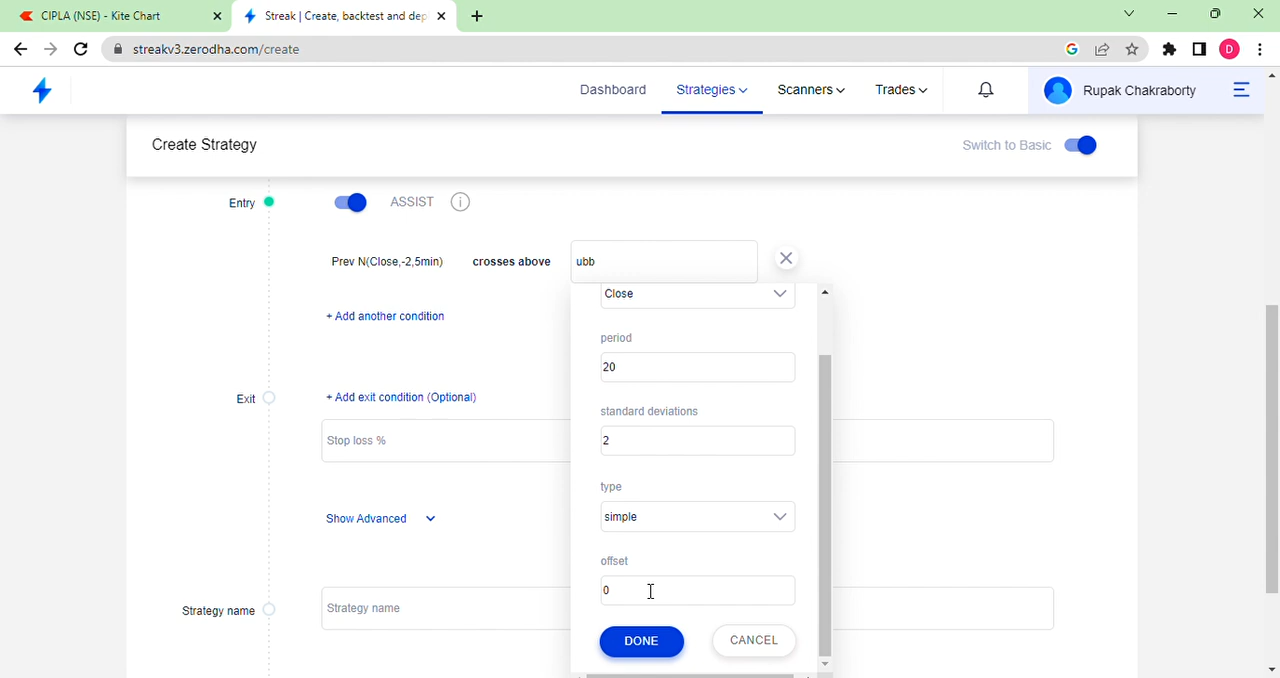 CIPLA (NSE) - Kite Chart
Streak | Create, backtest and dep
streakv3.zerodha.com/create
D
Dashboard
Strategies
Scanners
Trades
Rupak Chakraborty
Create Strategy
Switch to Basic
Entry
ASSIST
i
Prev N(Close,-2,5min) crosses above ubb
+ Add another condition
Close
period
20
Exit
+ Add exit condition (Optional)
standard deviations
Stop loss %
2
type
simple
Show Advanced
offset
0
Strategy name
Strategy name
DONE
CANCEL